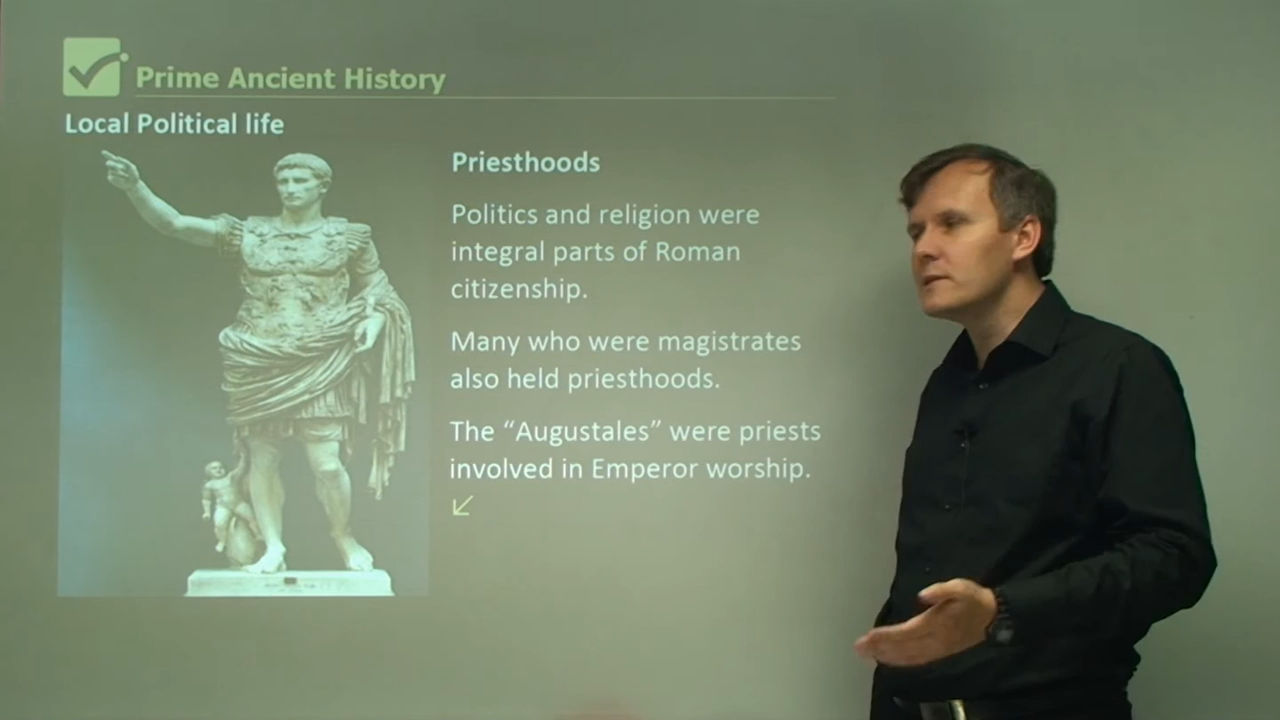 Prime Ancient History
Local Political life
Priesthoods
Politics and religion were
integral parts of Roman
citizenship.
Many who were magistrates
also held priesthoods.
The “Augustales” were priests
involved in Emperor worship.